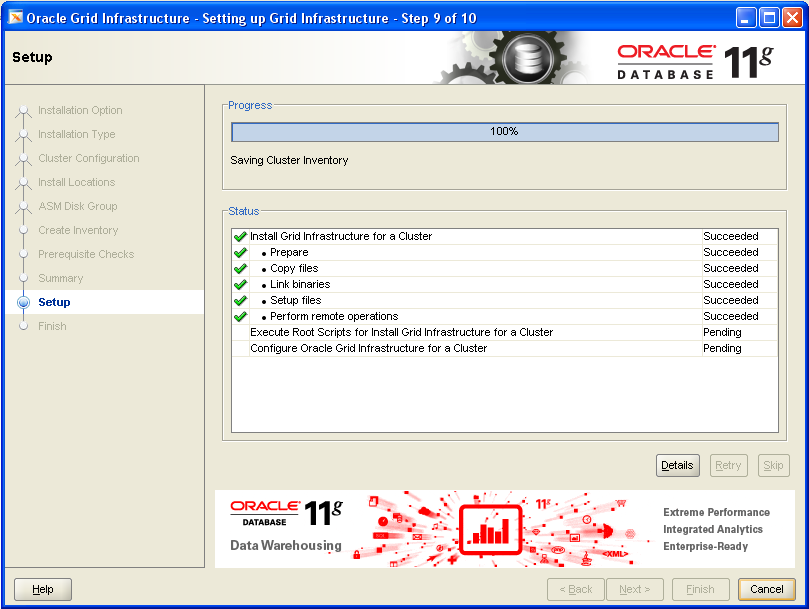 Oracle Grid Infrastructure - Setting up Grid Infrastructure - Step 9 of 10
Setup
ORACLE
DATABASE 11g
Installation Option
Installation Type
Cluster Configuration
Install Locations
ASM Disk Group
Create Inventory
Prerequisite Checks
Summary
Setup
Finish
Progress
100%
Saving Cluster Inventory
Status
Install Grid Infrastructure for a Cluster Succeeded
• Prepare Succeeded
• Copy files Succeeded
• Link binaries Succeeded
• Setup files Succeeded
• Perform remote operations Succeeded
Execute Root Scripts for Install Grid Infrastructure for a Cluster Pending
Configure Oracle Grid Infrastructure for a Cluster Pending
Details Retry Skip
ORACLE
DATABASE 11g
Data Warehousing
11g
<XML>
Extreme Performance
Integrated Analytics
Enterprise-Ready
Help < Back Next > Finish Cancel